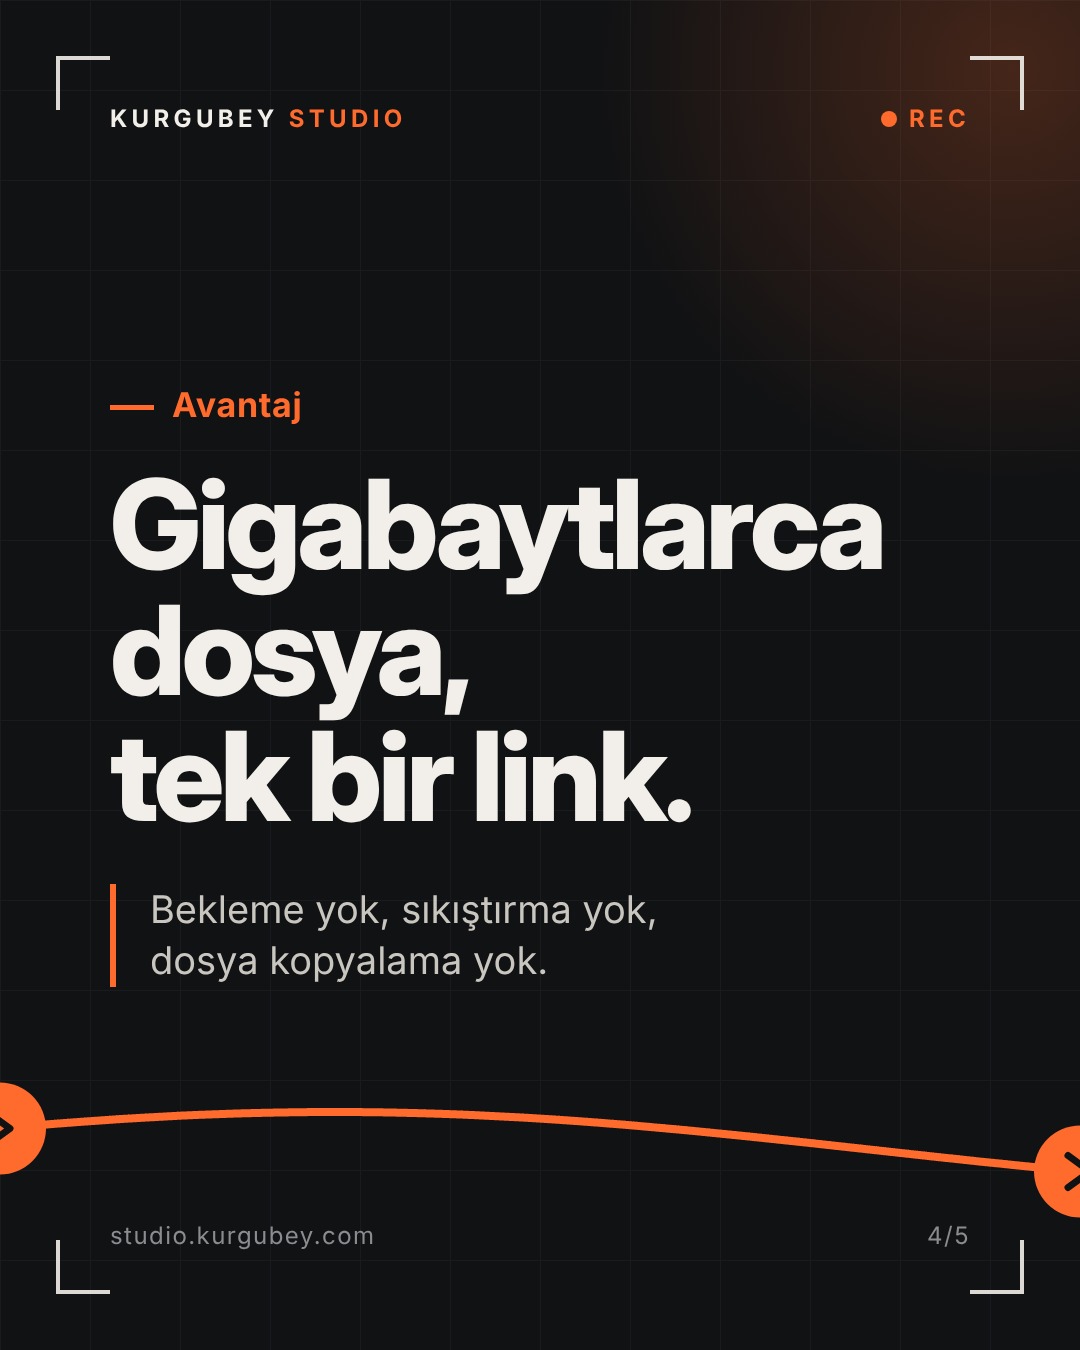 KURGUBEY STUDIO
REC
Avantaj
Gigabaytlarca
dosya,
tek bir link.
Bekleme yok, sıkıştırma yok,
dosya kopyalama yok.
studio.kurgubey.com
4/5